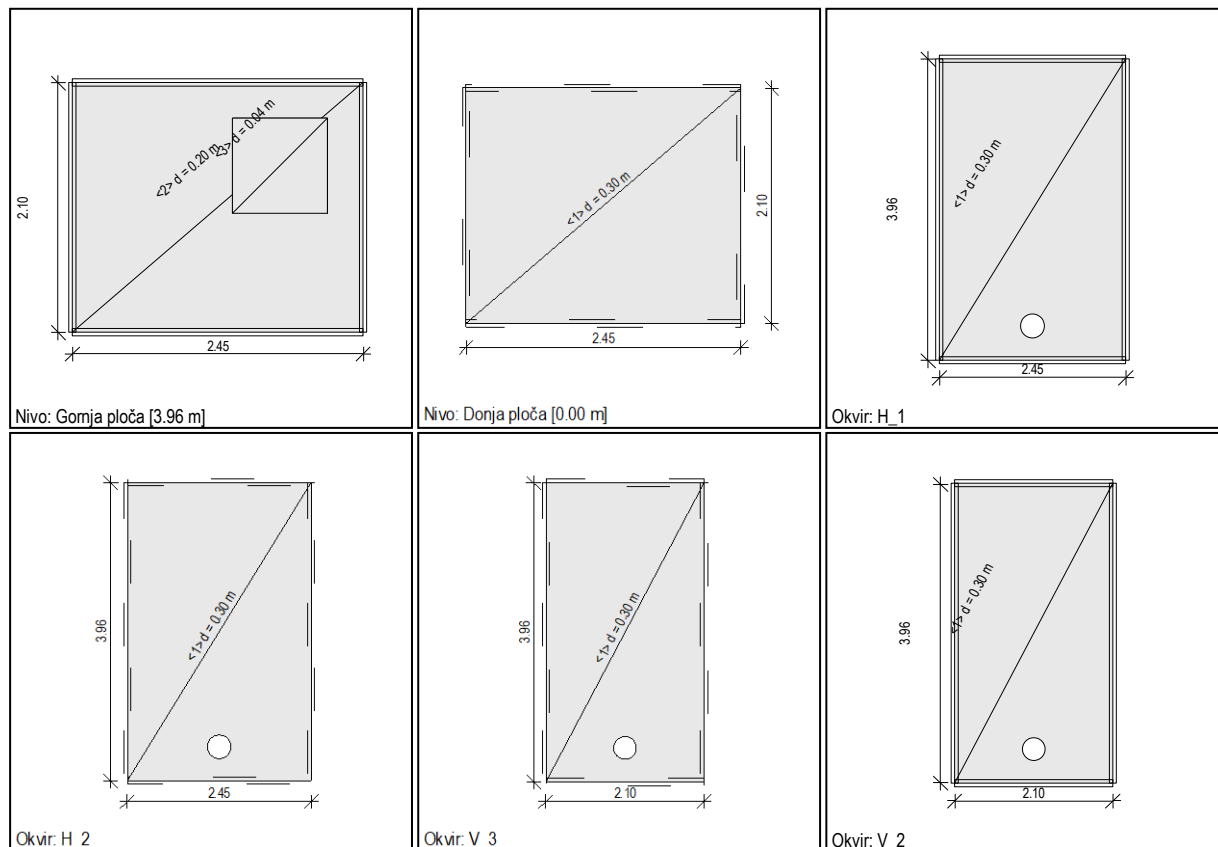 <2> d = 0.20 m
<3> d = 0.04 m
2.10
2.45
Nivo: Gornja ploča [3.96 m]
<1> d = 0.30 m
2.10
2.45
Nivo: Donja ploča [0.00 m]
<1> d = 0.30 m
3.96
2.45
Okvir: H_1
<1> d = 0.30 m
3.96
2.45
Okvir: H_2
<1> d = 0.30 m
3.96
2.10
Okvir: V_3
<1> d = 0.30 m
3.96
2.10
Okvir: V_2